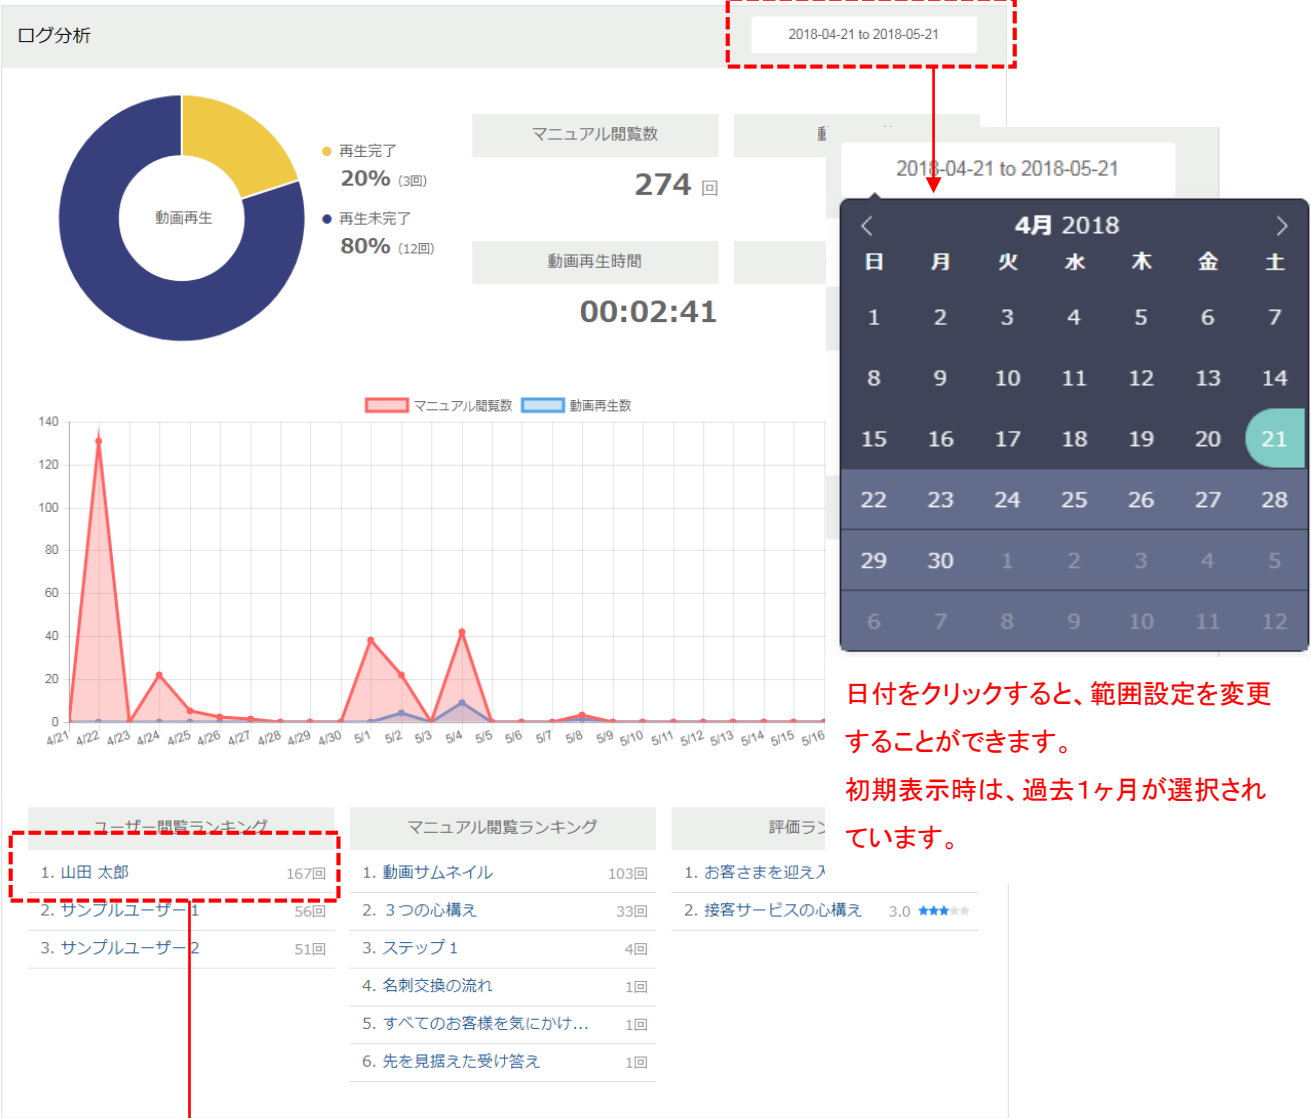 ログ分析
2018-04-21 to 2018-05-21
動画再生
再生完了
20% (3回)
再生未完了
80% (12回)
マニュアル閲覧数
274 回
動画再生時間
00:02:41
2018-04-21 to 2018-05-21
4月 2018
日 月 火 水 木 金 土
1 2 3 4 5 6 7
8 9 10 11 12 13 14
15 16 17 18 19 20 21
22 23 24 25 26 27 28
29 30 1 2 3 4 5
6 7 8 9 10 11 12
マニュアル閲覧数 動画再生数
140
120
100
80
60
40
20
0
4/21 4/22 4/23 4/24 4/25 4/26 4/27 4/28 4/29 4/30 5/1 5/2 5/3 5/4 5/5 5/6 5/7 5/8 5/9 5/10 5/11 5/12 5/13 5/14 5/15 5/16
日付をクリックすると、範囲設定を変更
することができます。
初期表示時は、過去1ヶ月が選択され
ています。
ユーザー閲覧ランキング
1. 山田 太郎 167回
2. サンプルユーザー1 56回
3. サンプルユーザー2 51回
マニュアル閲覧ランキング
1. 動画サムネイル 103回
2. 3つの心構え 33回
3. ステップ1 4回
4. 名刺交換の流れ 1回
5. すべてのお客様を気にかけ... 1回
6. 先を見据えた受け答え 1回
評価ラン
1. お客さまを迎え入
2. 接客サービスの心構え 3.0 ★★★★★